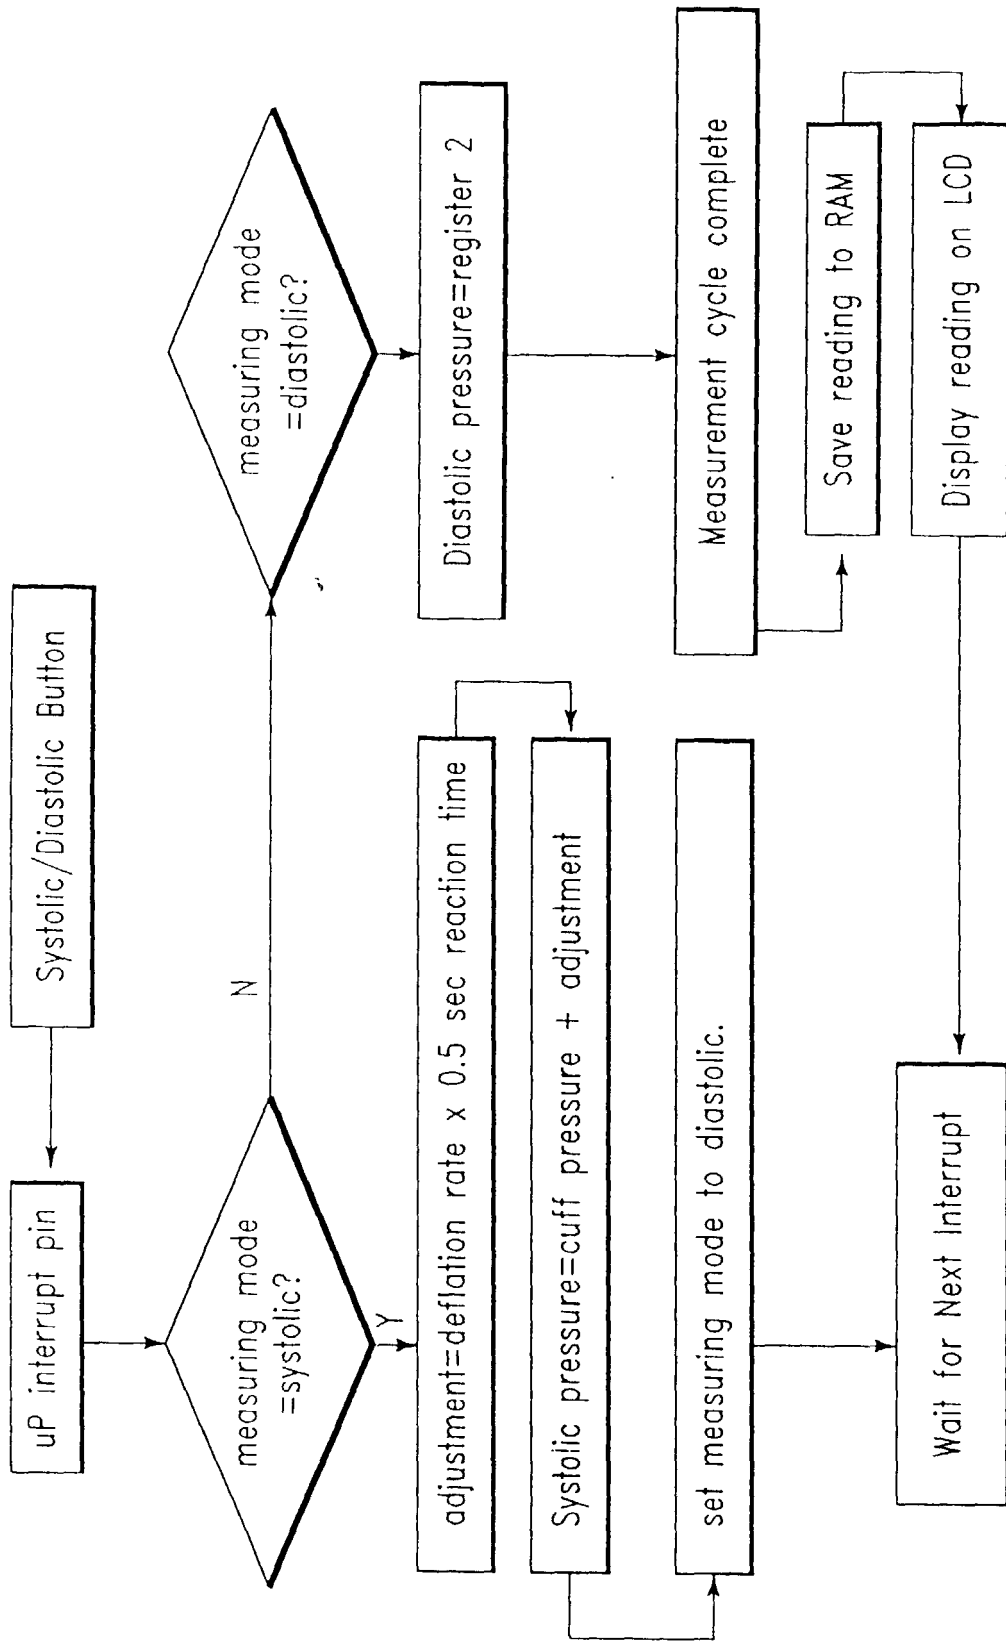 Systolic/Diastolic Button
uP interrupt pin
measuring mode
=systolic?
N
Y
measuring mode
=diastolic?
adjustment=deflation rate x 0.5 sec reaction time
Systolic pressure=cuff pressure + adjustment
set measuring mode to diastolic.
Diastolic pressure=register 2
Measurement cycle complete
Save reading to RAM
Display reading on LCD
Wait for Next Interrupt